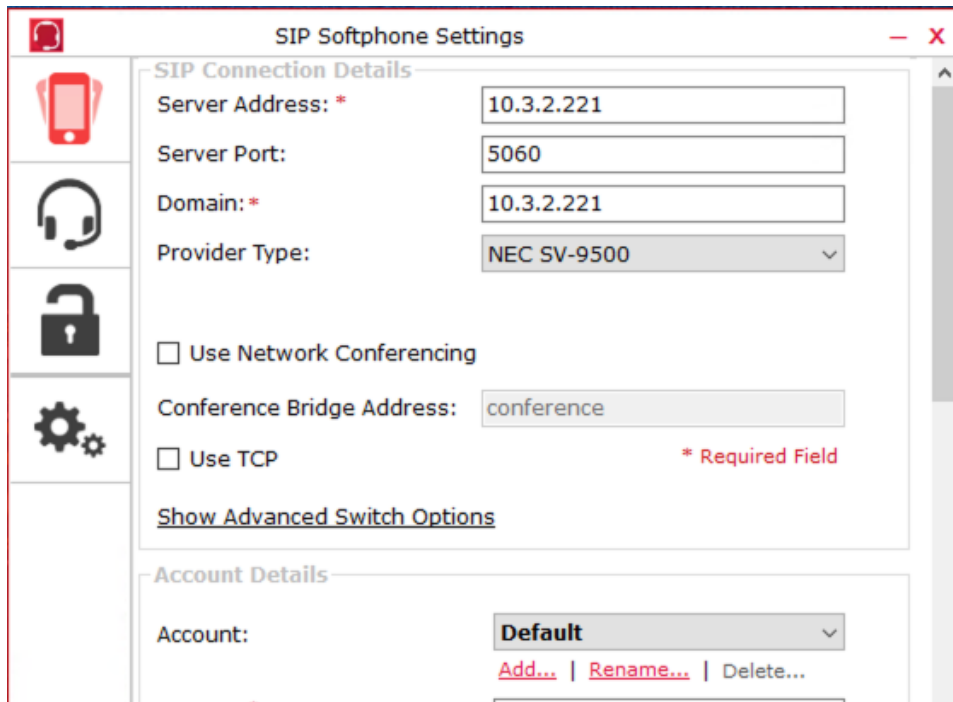 SIP Softphone Settings
SIP Connection Details
Server Address: * 10.3.2.221
Server Port: 5060
Domain: * 10.3.2.221
Provider Type: NEC SV-9500
Use Network Conferencing
Conference Bridge Address: conference
Use TCP * Required Field
Show Advanced Switch Options
Account Details
Account: Default
Add... | Rename... | Delete...